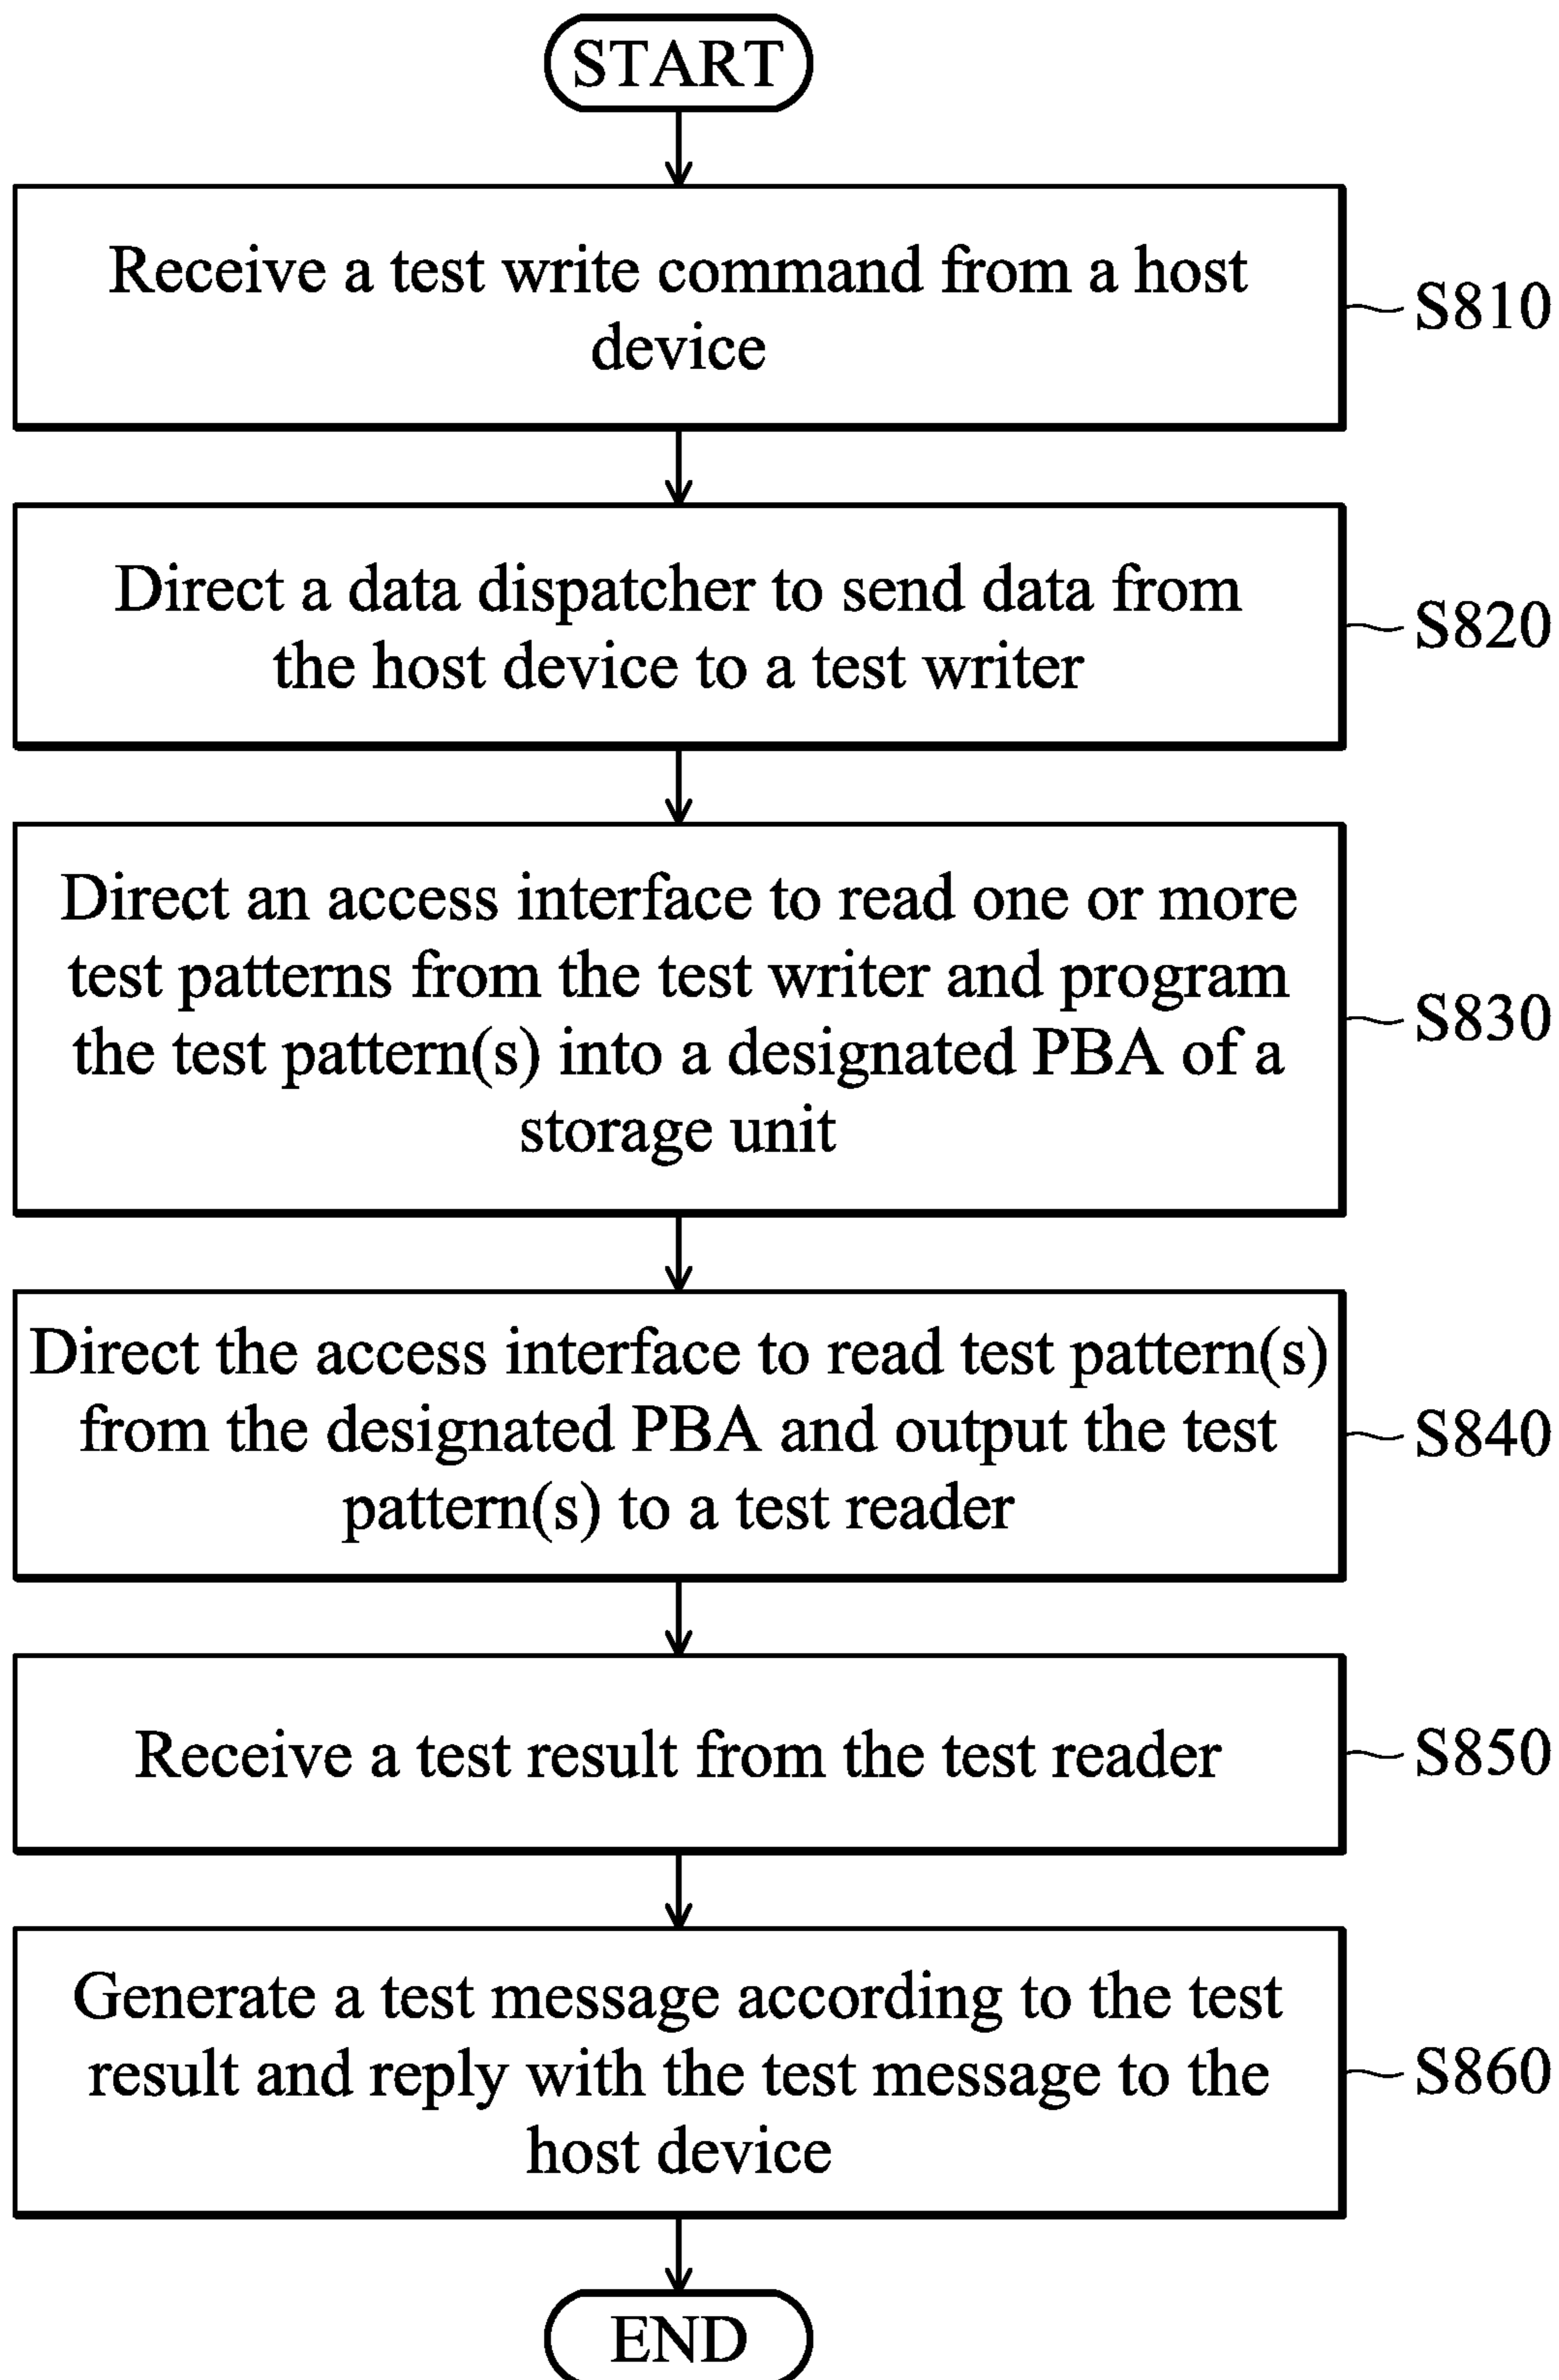 START
Receive a test write command from a host
device
S810
Direct a data dispatcher to send data from
the host device to a test writer
S820
Direct an access interface to read one or more
test patterns from the test writer and program
the test pattern(s) into a designated PBA of a
storage unit
S830
Direct the access interface to read test pattern(s)
from the designated PBA and output the test
pattern(s) to a test reader
S840
Receive a test result from the test reader
S850
Generate a test message according to the test
result and reply with the test message to the
host device
S860
END